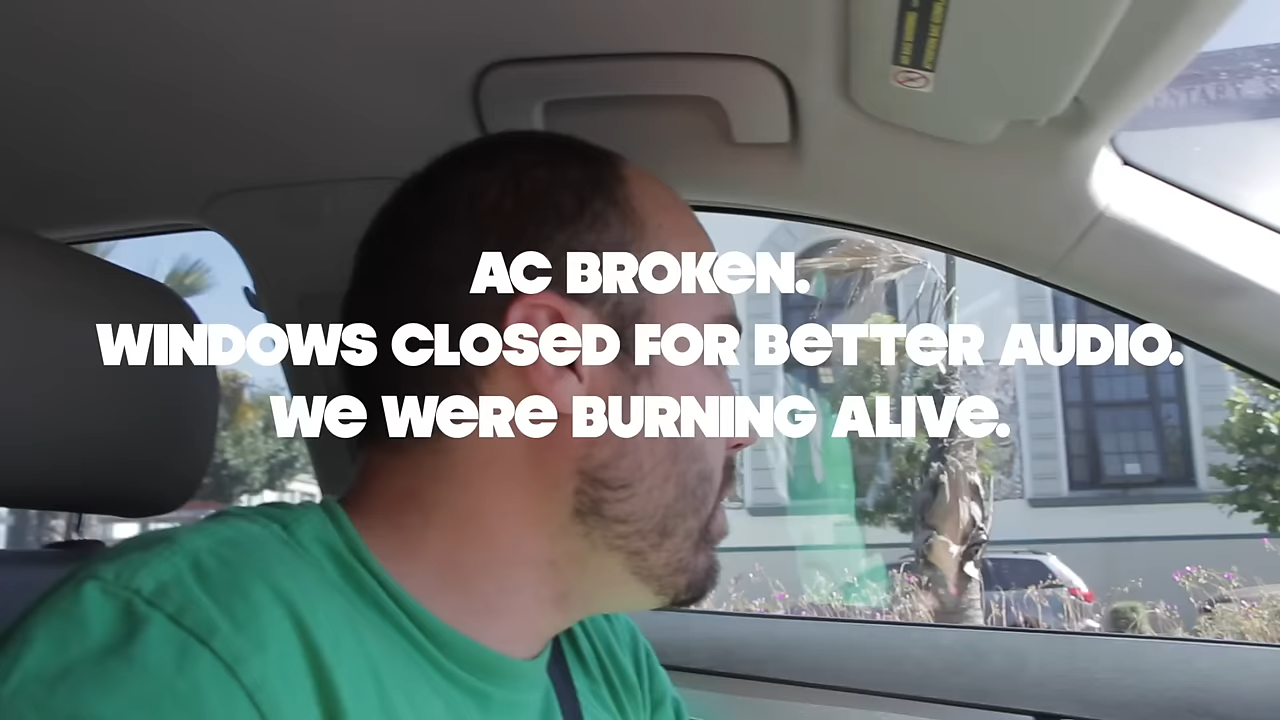 AC BROKEN.
WINDOWS CLOSED FOR BETTER AUDIO.
WE WERE BURNING ALIVE.